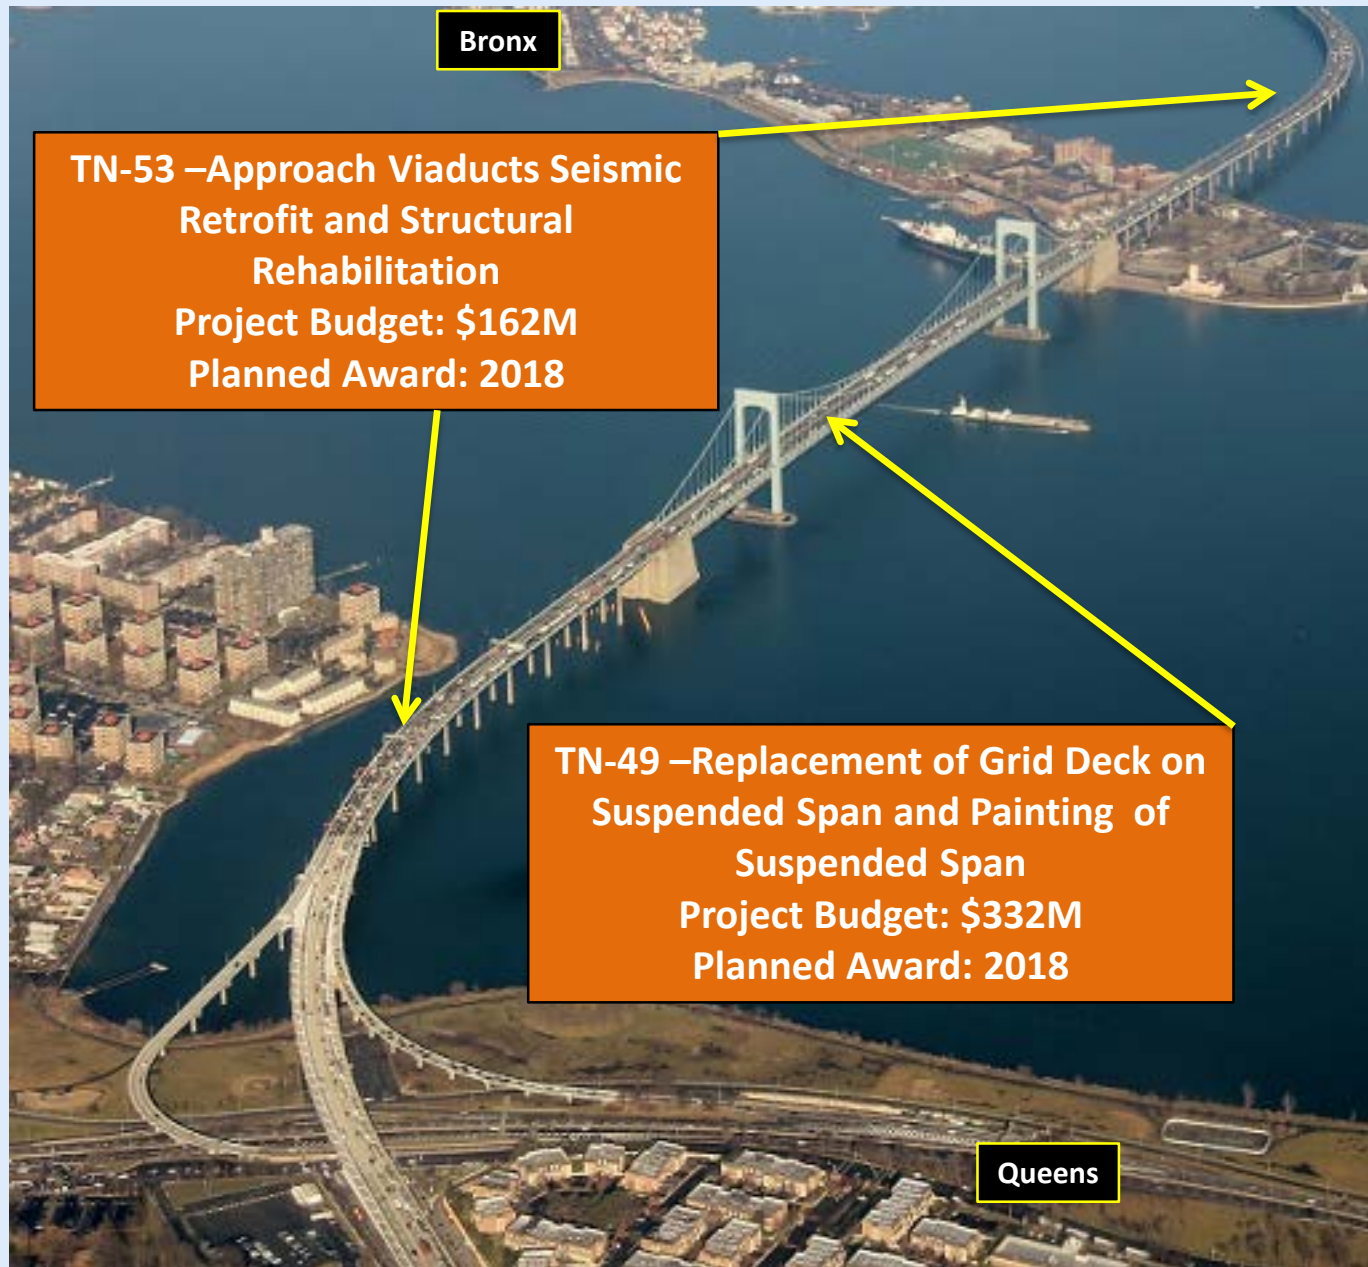 Bronx
TN-53 –Approach Viaducts Seismic
Retrofit and Structural
Rehabilitation
Project Budget: $162M
Planned Award: 2018
TN-49 –Replacement of Grid Deck on
Suspended Span and Painting  of
Suspended Span
Project Budget: $332M
Planned Award: 2018
Queens